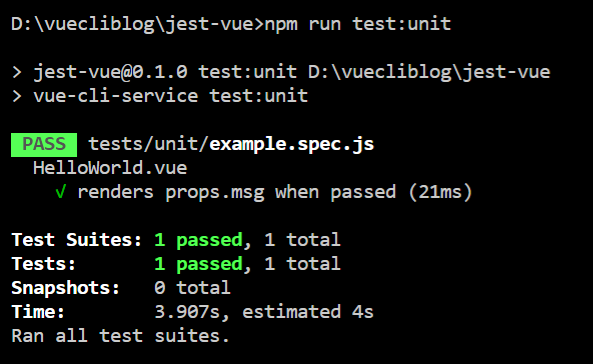 D:\vuecliblog\jest-vue>npm run test:unit
> jest-vue@0.1.0 test:unit D:\vuecliblog\jest-vue
> vue-cli-service test:unit
PASS tests/unit/example.spec.js
HelloWorld.vue
√ renders props.msg when passed (21ms)
Test Suites: 1 passed, 1 total
Tests: 1 passed, 1 total
Snapshots: 0 total
Time: 3.907s, estimated 4s
Ran all test suites.